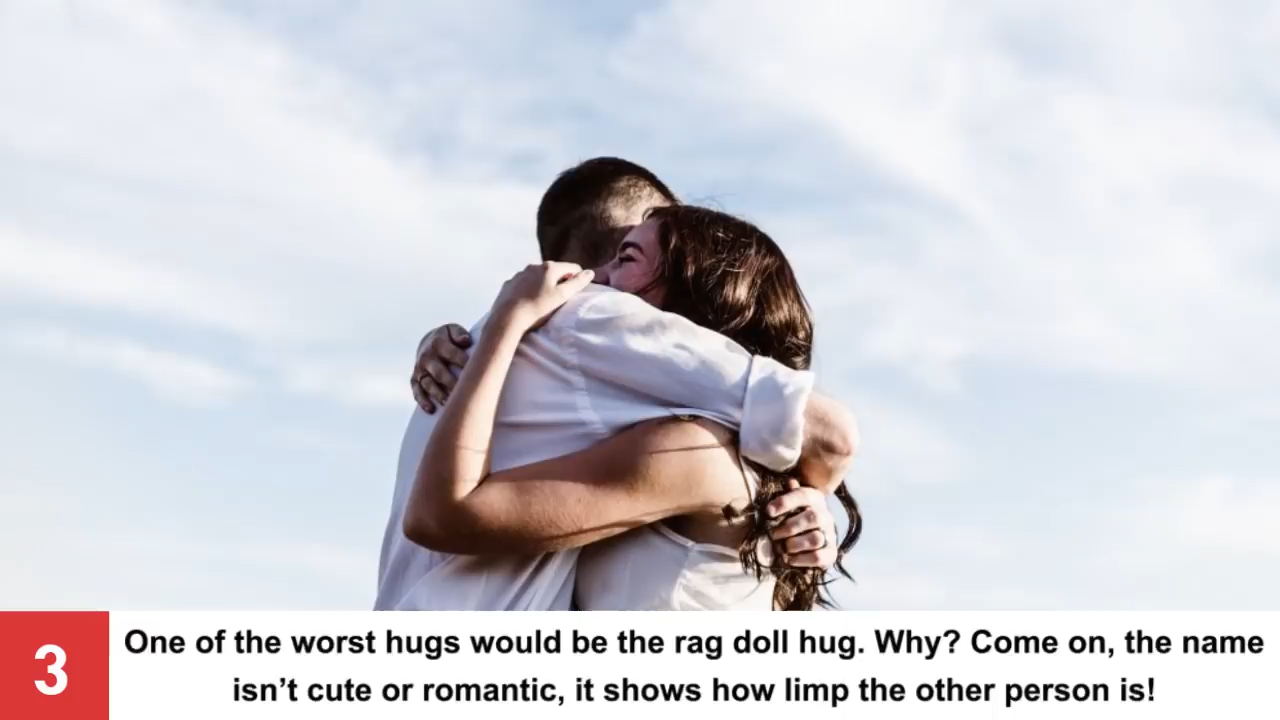 3
One of the worst hugs would be the rag doll hug. Why? Come on, the name
isn’t cute or romantic, it shows how limp the other person is!